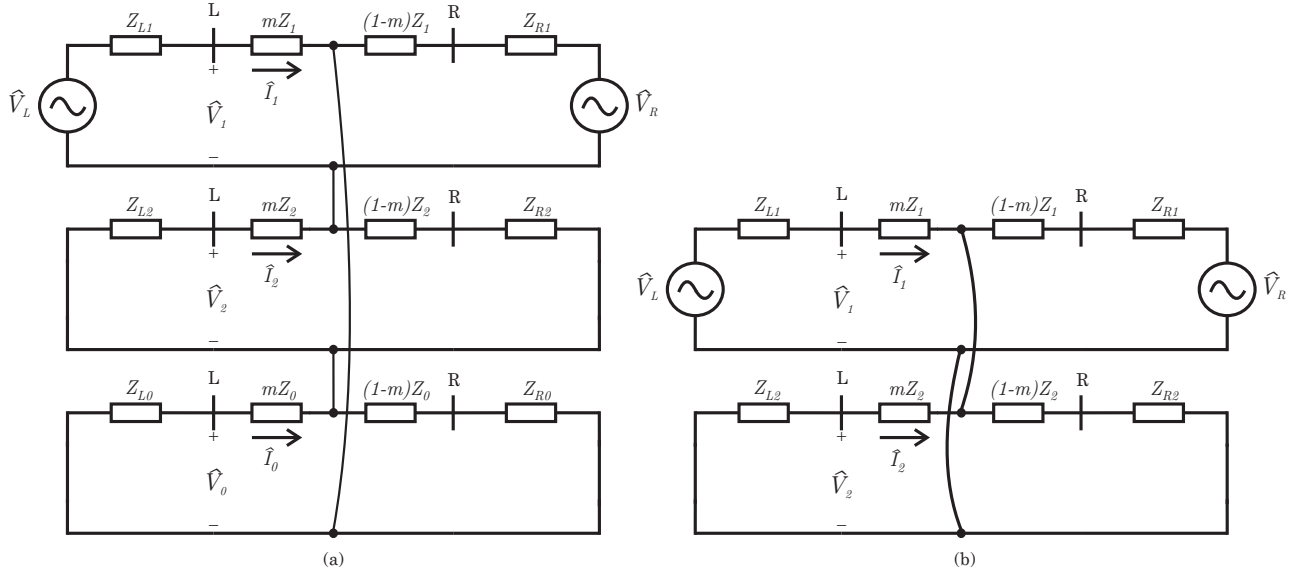 Z_L1 L mZ_1 (1-m)Z_1 R Z_R1
+
Î_1
V̂_L V̂_1 V̂_R
–
Z_L2 L mZ_2 (1-m)Z_2 R Z_R2
+
Î_2
V̂_2
–
Z_L0 L mZ_0 (1-m)Z_0 R Z_R0
+
Î_0
V̂_0
–
(a)
Z_L1 L mZ_1 (1-m)Z_1 R Z_R1
+
Î_1
V̂_L V̂_1 V̂_R
–
Z_L2 L mZ_2 (1-m)Z_2 R Z_R2
+
Î_2
V̂_2
–
(b)